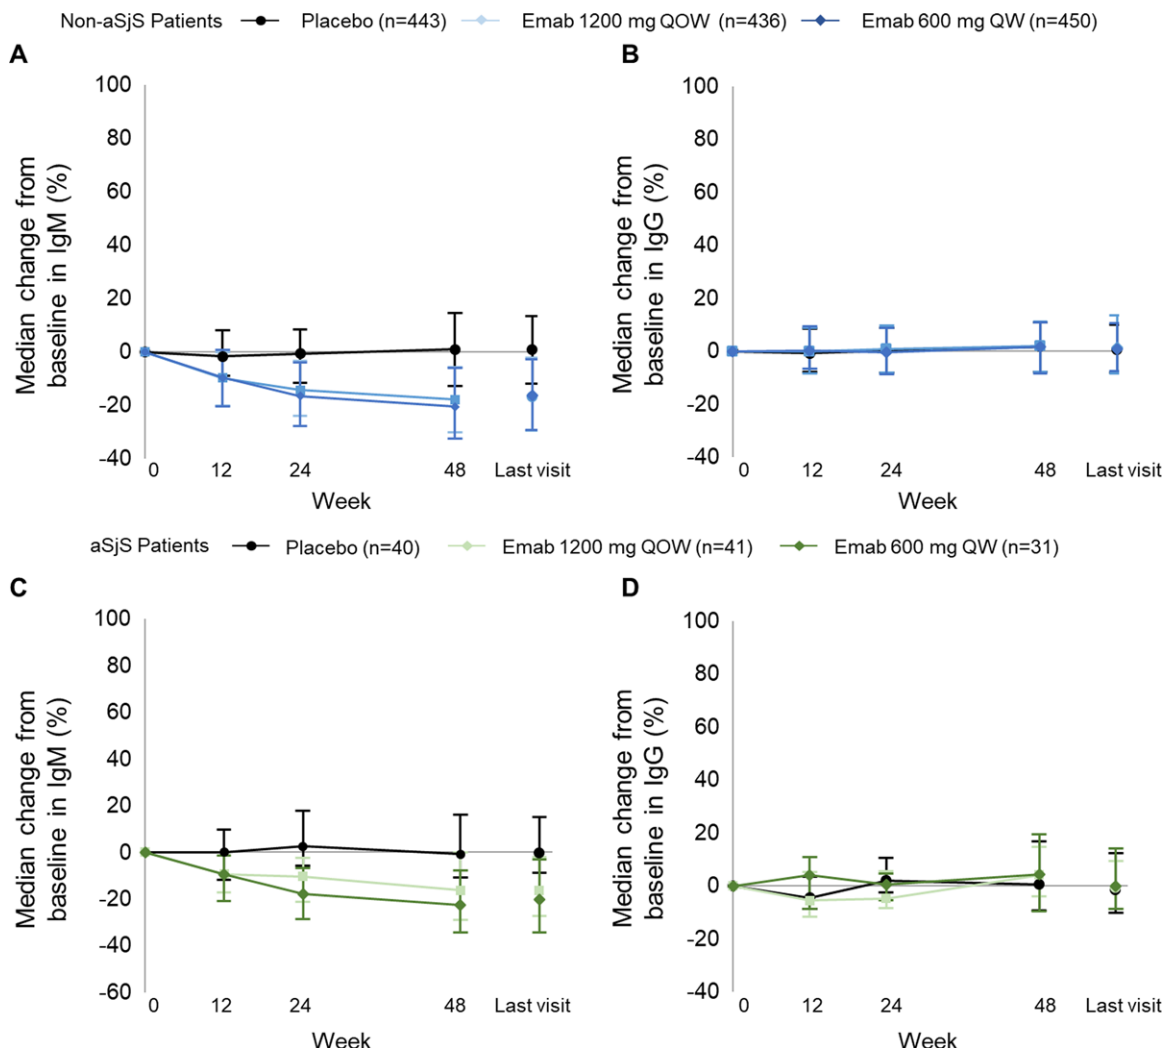 Non-aSjS Patients Placebo (n=443) Emab 1200 mg QOW (n=436) Emab 600 mg QW (n=450)
A
Median change from
baseline in IgM (%)
100
80
60
40
20
0
-20
-40
0 12 24 48 Last visit
Week
B
Median change from
baseline in IgG (%)
100
80
60
40
20
0
-20
-40
0 12 24 48 Last visit
Week
aSjS Patients Placebo (n=40) Emab 1200 mg QOW (n=41) Emab 600 mg QW (n=31)
C
Median change from
baseline in IgM (%)
100
80
60
40
20
0
-20
-40
-60
0 12 24 48 Last visit
Week
D
Median change from
baseline in IgG (%)
100
80
60
40
20
0
-20
-40
0 12 24 48 Last visit
Week